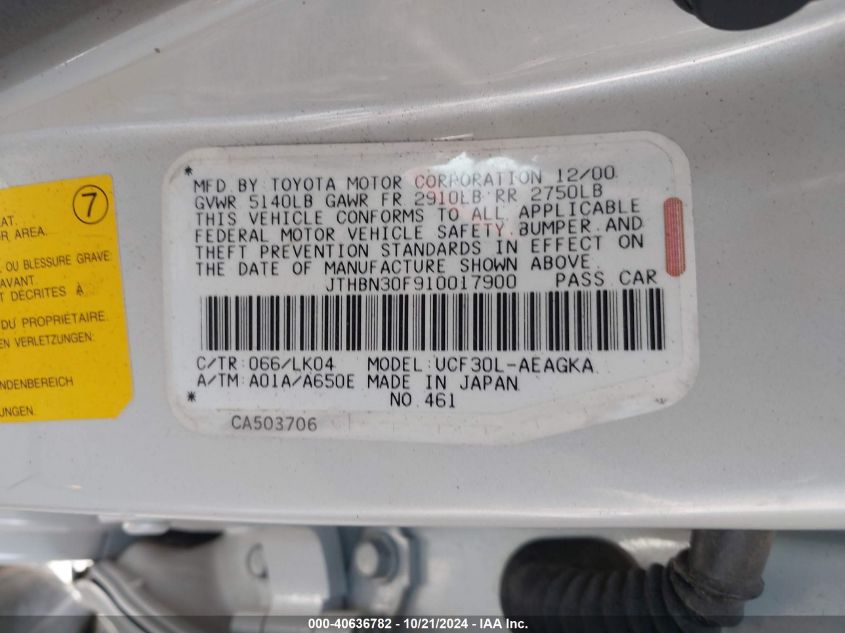 7
AT.
R AREA.
OU BLESSURE GRAVE
AVANT.
T DÉCRITES À
DU PROPRIÉTAIRE.
EN VERLETZUNGEN:
NDENBEREICH
ZUNGEN.
* MFD BY TOYOTA MOTOR CORPORATION 12/00
GVWR 5140LB GAWR FR 2910LB RR 2750LB
THIS VEHICLE CONFORMS TO ALL APPLICABLE
FEDERAL MOTOR VEHICLE SAFETY, BUMPER AND
THEFT PREVENTION STANDARDS IN EFFECT ON
THE DATE OF MANUFACTURE SHOWN ABOVE.
JTHBN30F910017900 PASS CAR
C/TR:066/LK04 MODEL:UCF30L-AEAGKA
A/TM:A01A/A650E MADE IN JAPAN
* NO.461
CA503706
000-40636782 - 10/21/2024 - IAA Inc.